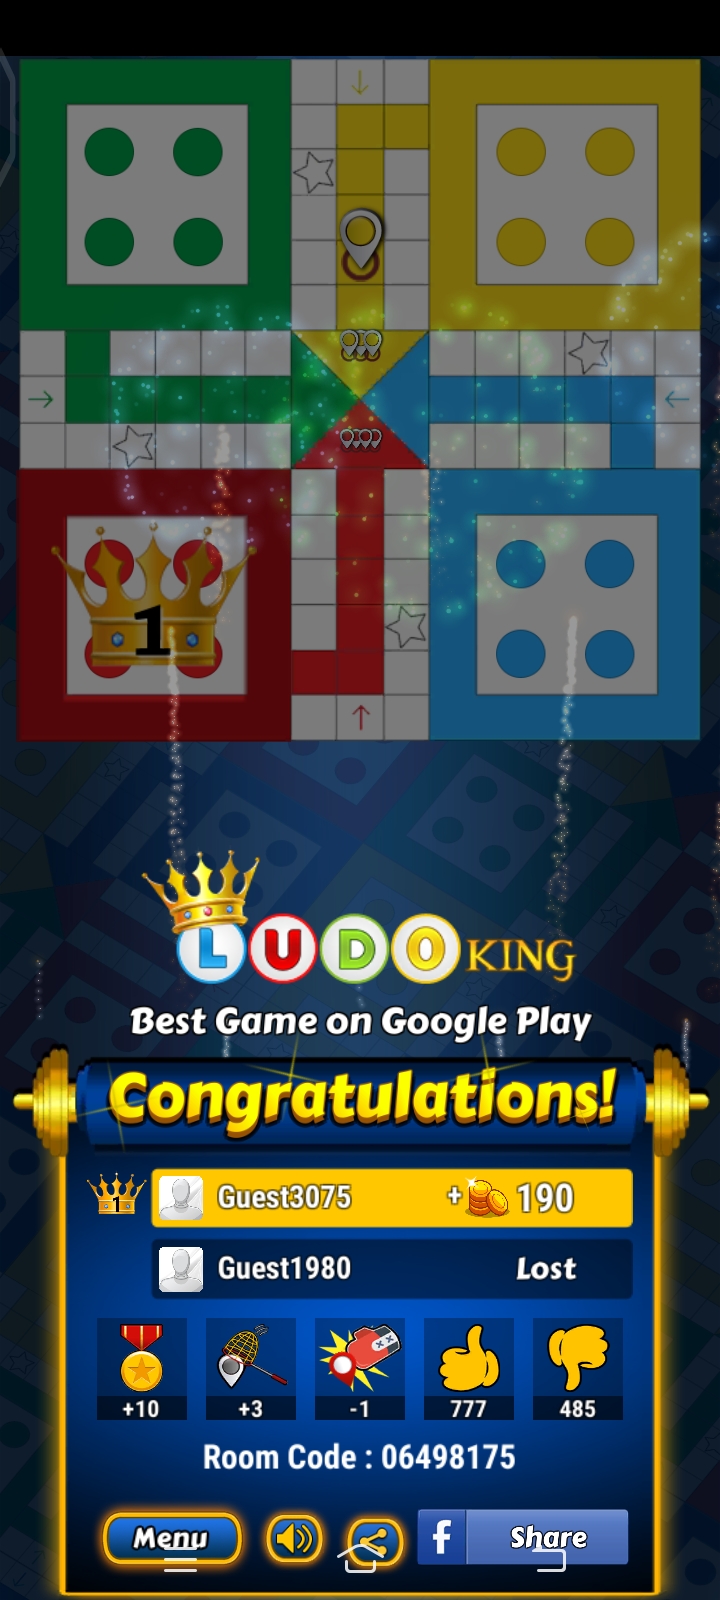 1
LUDO KING
Best Game on Google Play
Congratulations!
1 Guest3075 + 190
Guest1980 Lost
+10 +3 -1 777 485
Room Code : 06498175
Menu f Share